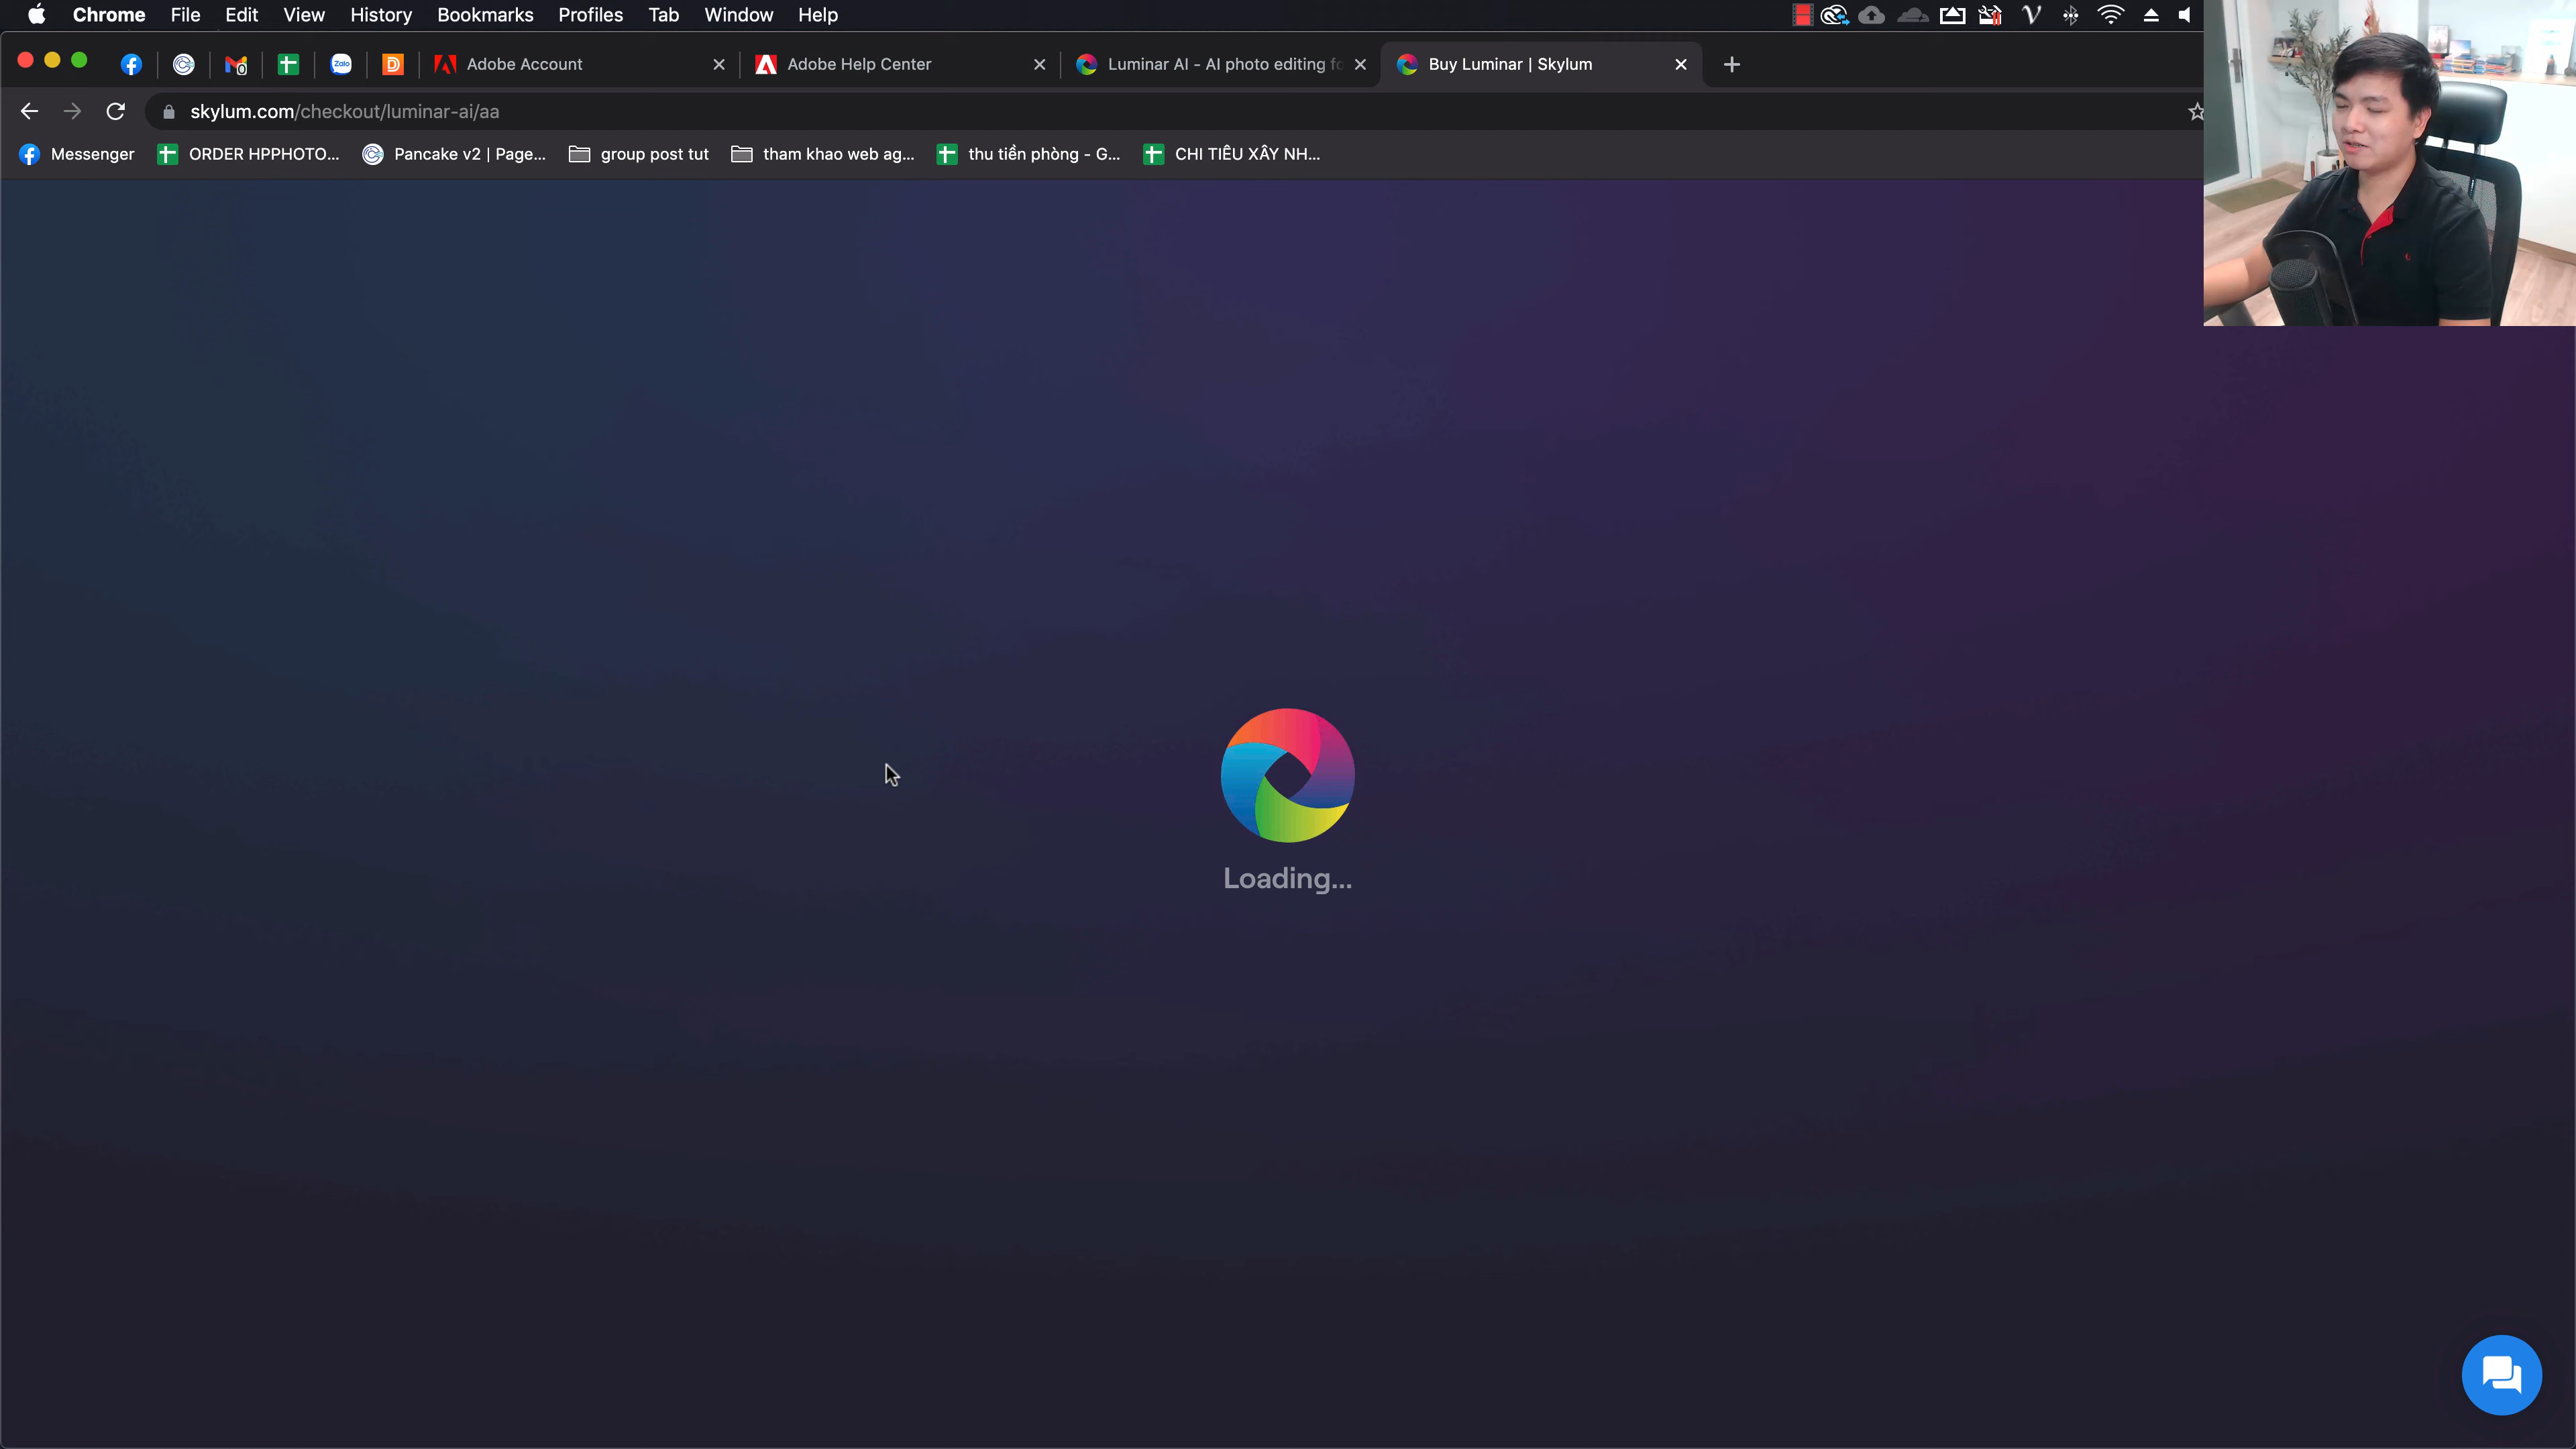 Chrome File Edit View History Bookmarks Profiles Tab Window Help
Zalo Adobe Account Adobe Help Center Luminar AI - AI photo editing fo Buy Luminar | Skylum
skylum.com/checkout/luminar-ai/aa
Messenger ORDER HPPHOTO... Pancake v2 | Page... group post tut tham khao web ag... thu tiền phòng - G... CHI TIÊU XÂY NH...
Loading...